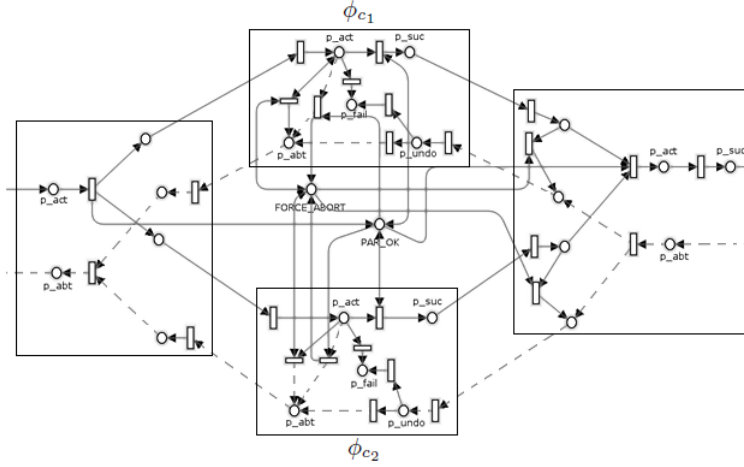 ϕc1
p_act p_suc
p_fail
p_abt p_undo
p_act p_suc
p_act
FORCE_ABORT
PAR_OK
p_abt
p_abt
p_act p_suc
p_fail
p_abt p_undo
ϕc2